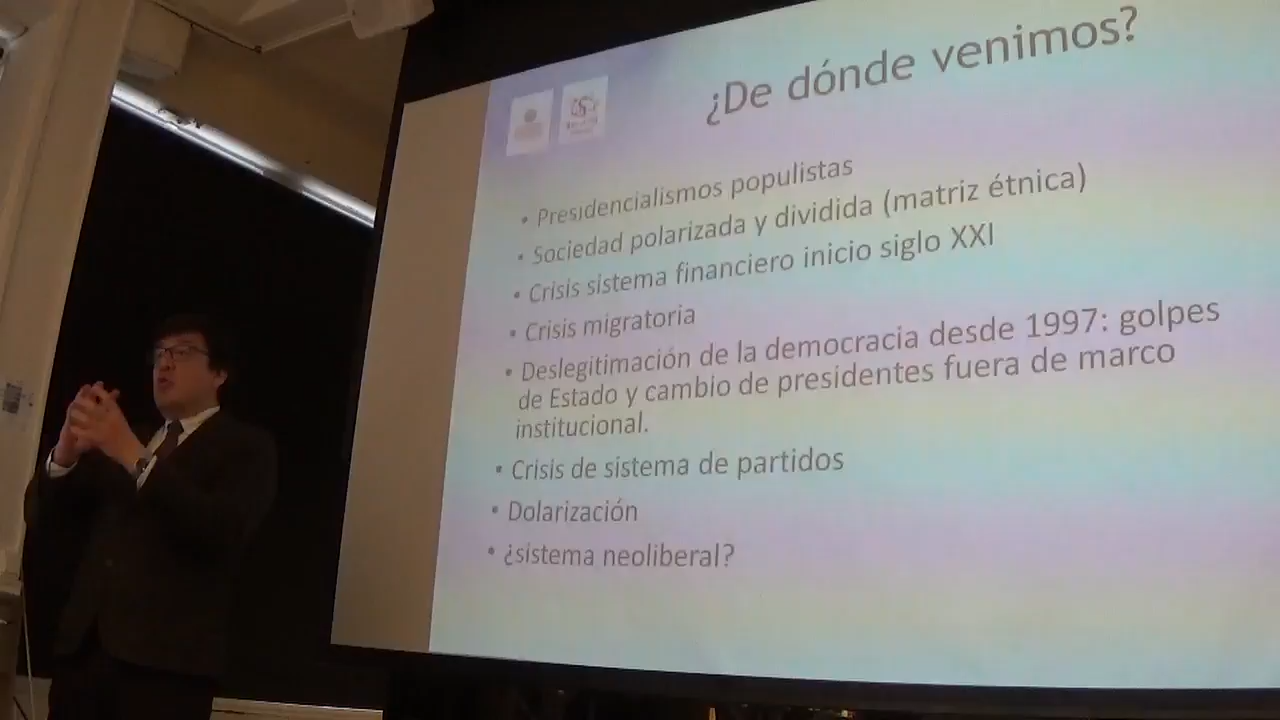 ¿De dónde venimos?
• Presidencialismos populistas
• Sociedad polarizada y dividida (matriz étnica)
• Crisis sistema financiero inicio siglo XXI
• Crisis migratoria
• Deslegitimación de la democracia desde 1997: golpes
de Estado y cambio de presidentes fuera de marco
institucional.
• Crisis de sistema de partidos
• Dolarización
• ¿sistema neoliberal?